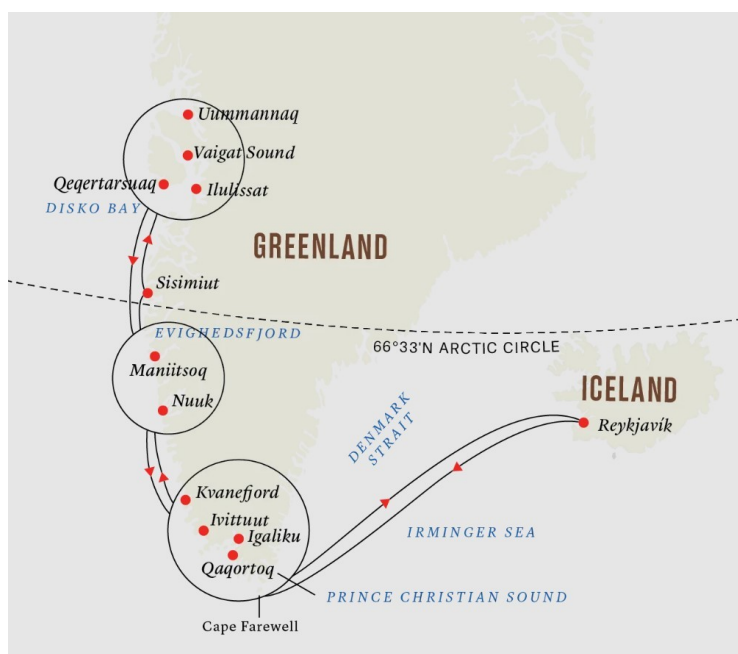 Uummannaq
Vaigat Sound
Qeqertarsuaq
Ilulissat
DISKO BAY
GREENLAND
Sisimiut
EVIGHEDSFJORD
66°33'N ARCTIC CIRCLE
Maniitsoq
ICELAND
Nuuk
DENMARK
STRAIT
Reykjavík
Kvanefjord
Ivittuut
Igaliku
IRMINGER SEA
Qaqortoq
PRINCE CHRISTIAN SOUND
Cape Farewell